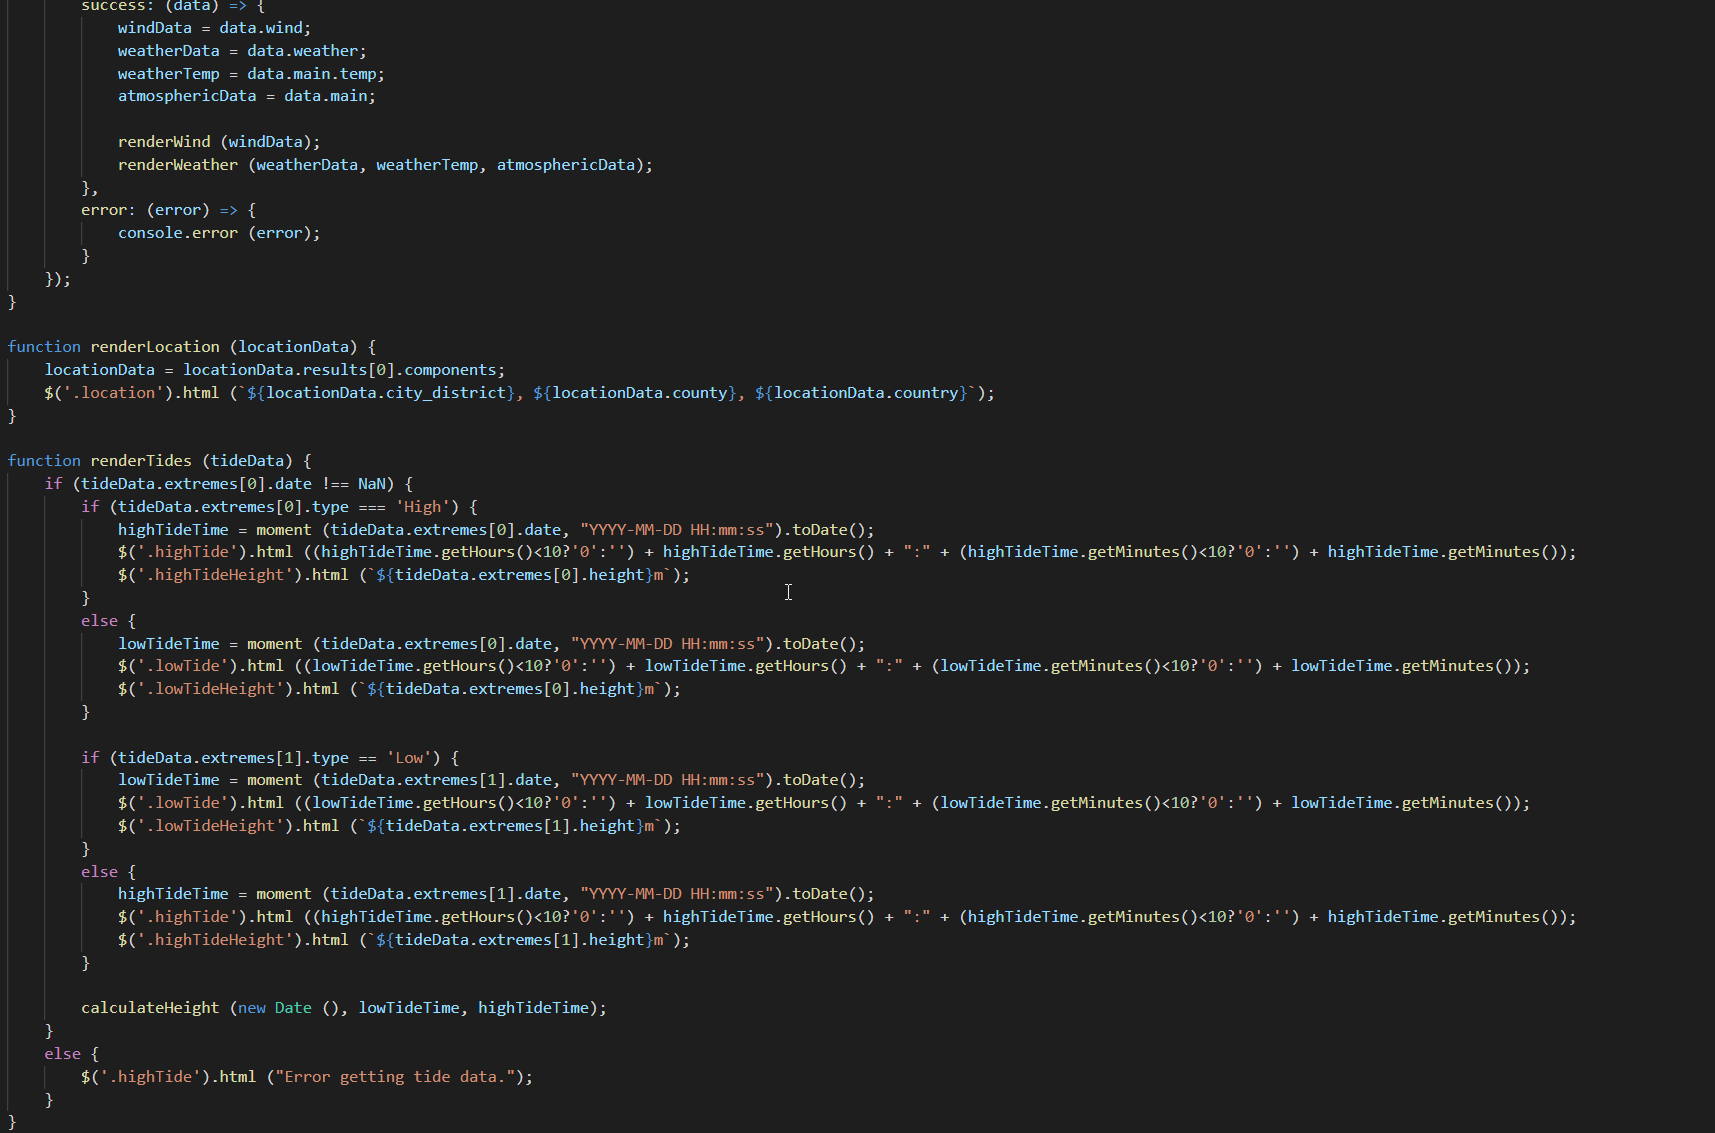 success: (data) => {
windData = data.wind;
weatherData = data.weather;
weatherTemp = data.main.temp;
atmosphericData = data.main;
renderWind (windData);
renderWeather (weatherData, weatherTemp, atmosphericData);
},
error: (error) => {
console.error (error);
}
});
}
function renderLocation (locationData) {
locationData = locationData.results[0].components;
$('.location').html (`${locationData.city_district}, ${locationData.county}, ${locationData.country}`);
}
function renderTides (tideData) {
if (tideData.extremes[0].date !== NaN) {
if (tideData.extremes[0].type === 'High') {
highTideTime = moment (tideData.extremes[0].date, "YYYY-MM-DD HH:mm:ss").toDate();
$('.highTide').html ((highTideTime.getHours()<10?'0':'') + highTideTime.getHours() + ":" + (highTideTime.getMinutes()<10?'0':'') + highTideTime.getMinutes());
$('.highTideHeight').html (`${tideData.extremes[0].height}m`);
}
else {
lowTideTime = moment (tideData.extremes[0].date, "YYYY-MM-DD HH:mm:ss").toDate();
$('.lowTide').html ((lowTideTime.getHours()<10?'0':'') + lowTideTime.getHours() + ":" + (lowTideTime.getMinutes()<10?'0':'') + lowTideTime.getMinutes());
$('.lowTideHeight').html (`${tideData.extremes[0].height}m`);
}
if (tideData.extremes[1].type == 'Low') {
lowTideTime = moment (tideData.extremes[1].date, "YYYY-MM-DD HH:mm:ss").toDate();
$('.lowTide').html ((lowTideTime.getHours()<10?'0':'') + lowTideTime.getHours() + ":" + (lowTideTime.getMinutes()<10?'0':'') + lowTideTime.getMinutes());
$('.lowTideHeight').html (`${tideData.extremes[1].height}m`);
}
else {
highTideTime = moment (tideData.extremes[1].date, "YYYY-MM-DD HH:mm:ss").toDate();
$('.highTide').html ((highTideTime.getHours()<10?'0':'') + highTideTime.getHours() + ":" + (highTideTime.getMinutes()<10?'0':'') + highTideTime.getMinutes());
$('.highTideHeight').html (`${tideData.extremes[1].height}m`);
}
calculateHeight (new Date (), lowTideTime, highTideTime);
}
else {
$('.highTide').html ("Error getting tide data.");
}
}